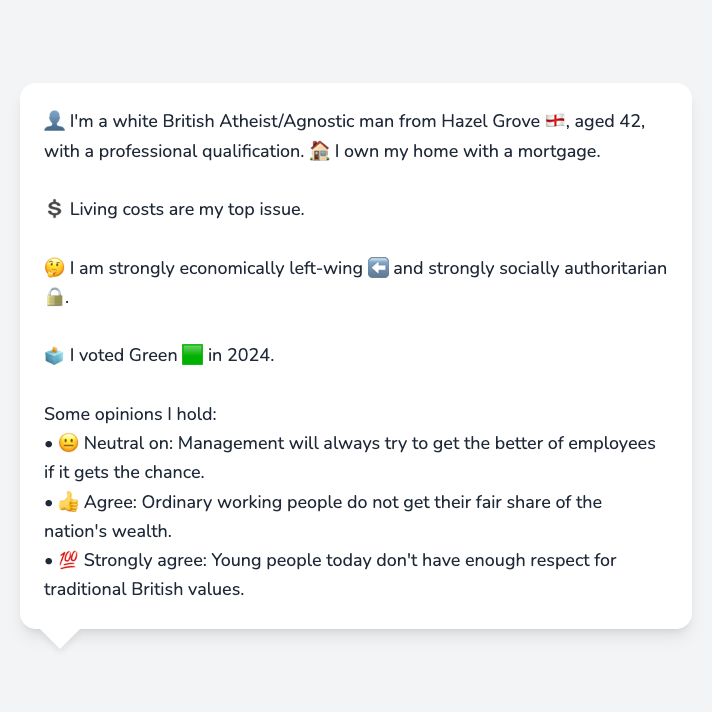 👤 I'm a white British Atheist/Agnostic man from Hazel Grove 🏴󠁧󠁢󠁥󠁮󠁧󠁿, aged 42,
with a professional qualification. 🏠 I own my home with a mortgage.
💲 Living costs are my top issue.
🤔 I am strongly economically left-wing ⬅️ and strongly socially authoritarian
🔒.
🗳️ I voted Green 🟩 in 2024.
Some opinions I hold:
• 😐 Neutral on: Management will always try to get the better of employees
if it gets the chance.
• 👍 Agree: Ordinary working people do not get their fair share of the
nation's wealth.
• 💯 Strongly agree: Young people today don't have enough respect for
traditional British values.